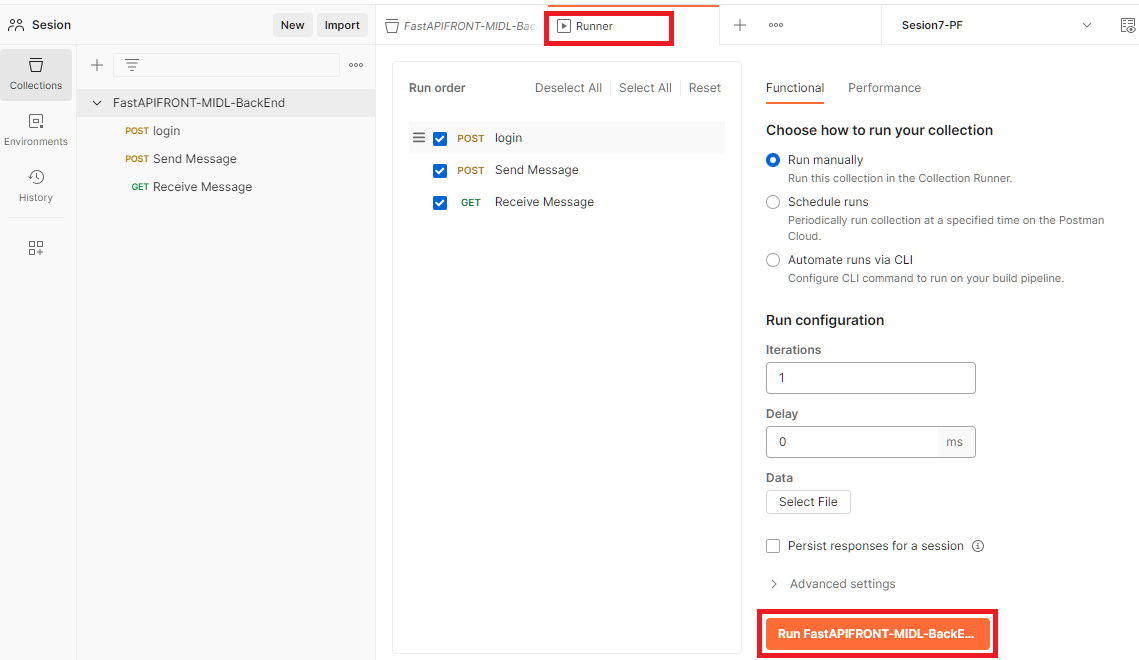 Sesion
New
Import
FastAPIFRONT-MIDL-Bac
Runner
Sesion7-PF
Collections
Environments
History
FastAPIFRONT-MIDL-BackEnd
POST login
POST Send Message
GET Receive Message
Run order
Deselect All
Select All
Reset
POST login
POST Send Message
GET Receive Message
Functional
Performance
Choose how to run your collection
Run manually
Run this collection in the Collection Runner.
Schedule runs
Periodically run collection at a specified time on the Postman
Cloud.
Automate runs via CLI
Configure CLI command to run on your build pipeline.
Run configuration
Iterations
1
Delay
0 ms
Data
Select File
Persist responses for a session
Advanced settings
Run FastAPIFRONT-MIDL-BackE...